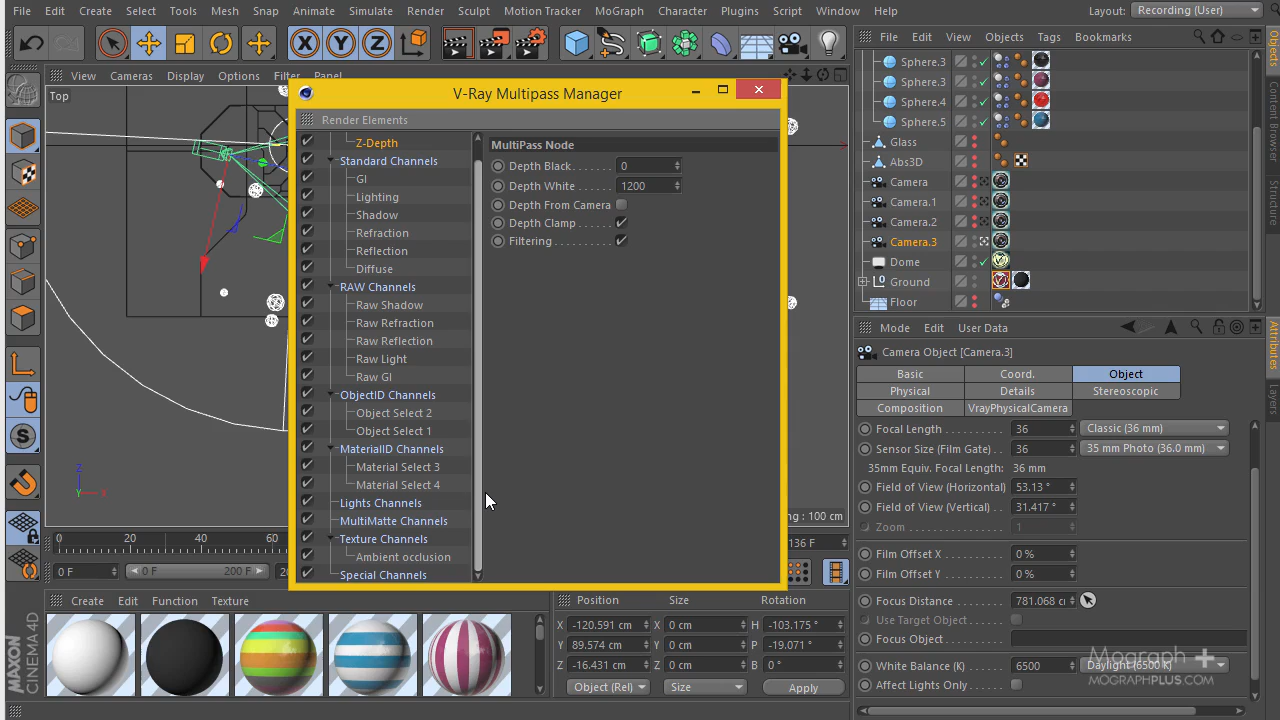 File Edit Create Select Tools Mesh Snap Animate Simulate Render Sculpt Motion Tracker MoGraph Character Plugins Script Window Layout: Recording (User)
View Cameras Display Options Filter Panel
File Edit View Objects Tags Bookmarks
Top
V-Ray Multipass Manager
Render Elements
Z-Depth
Standard Channels
GI
Lighting
Shadow
Refraction
Reflection
Diffuse
RAW Channels
Raw Shadow
Raw Refraction
Raw Reflection
Raw Light
Raw GI
ObjectID Channels
Object Select 2
Object Select 1
MaterialID Channels
Material Select 3
Material Select 4
Lights Channels
MultiMatte Channels
Texture Channels
Ambient occlusion
Special Channels
MultiPass Node
Depth Black 0
Depth White 1200
Depth From Camera
Depth Clamp
Filtering
Sphere.3
Sphere.3
Sphere.4
Sphere.5
Glass
Abs3D
Camera
Camera.1
Camera.2
Camera.3
Dome
Ground
Floor
Objects
Content Browser
Structure
Attributes
Layers
Mode Edit User Data
Camera Object [Camera.3]
Basic Coord. Object
Physical Details Stereoscopic
Composition VrayPhysicalCamera
Focal Length 36 Classic (36 mm)
Sensor Size (Film Gate) 36 35 mm Photo (36.0 mm)
35mm Equiv. Focal Length: 36 mm
Field of View (Horizontal) 53.13 °
Field of View (Vertical) 31.417 °
Zoom 1
Film Offset X 0 %
Film Offset Y 0 %
Focus Distance 781.068
Use Target Object
Focus Object
White Balance (K) 6500 Daylight (6500 K)
Affect Lights Only
Z
Y X
ng : 100 cm
0 20 40 60
136 F
0 F 0 F 200 F
Create Edit Function Texture
Position Size Rotation
X -120.591 cm X 0 cm H -103.175 °
Y 89.574 cm Y 0 cm P -19.071 °
Z -16.431 cm Z 0 cm B 0 °
Object (Rel) Size Apply
MAXON
CINEMA 4D
Mograph +
MOGRAPHPLUS.COM